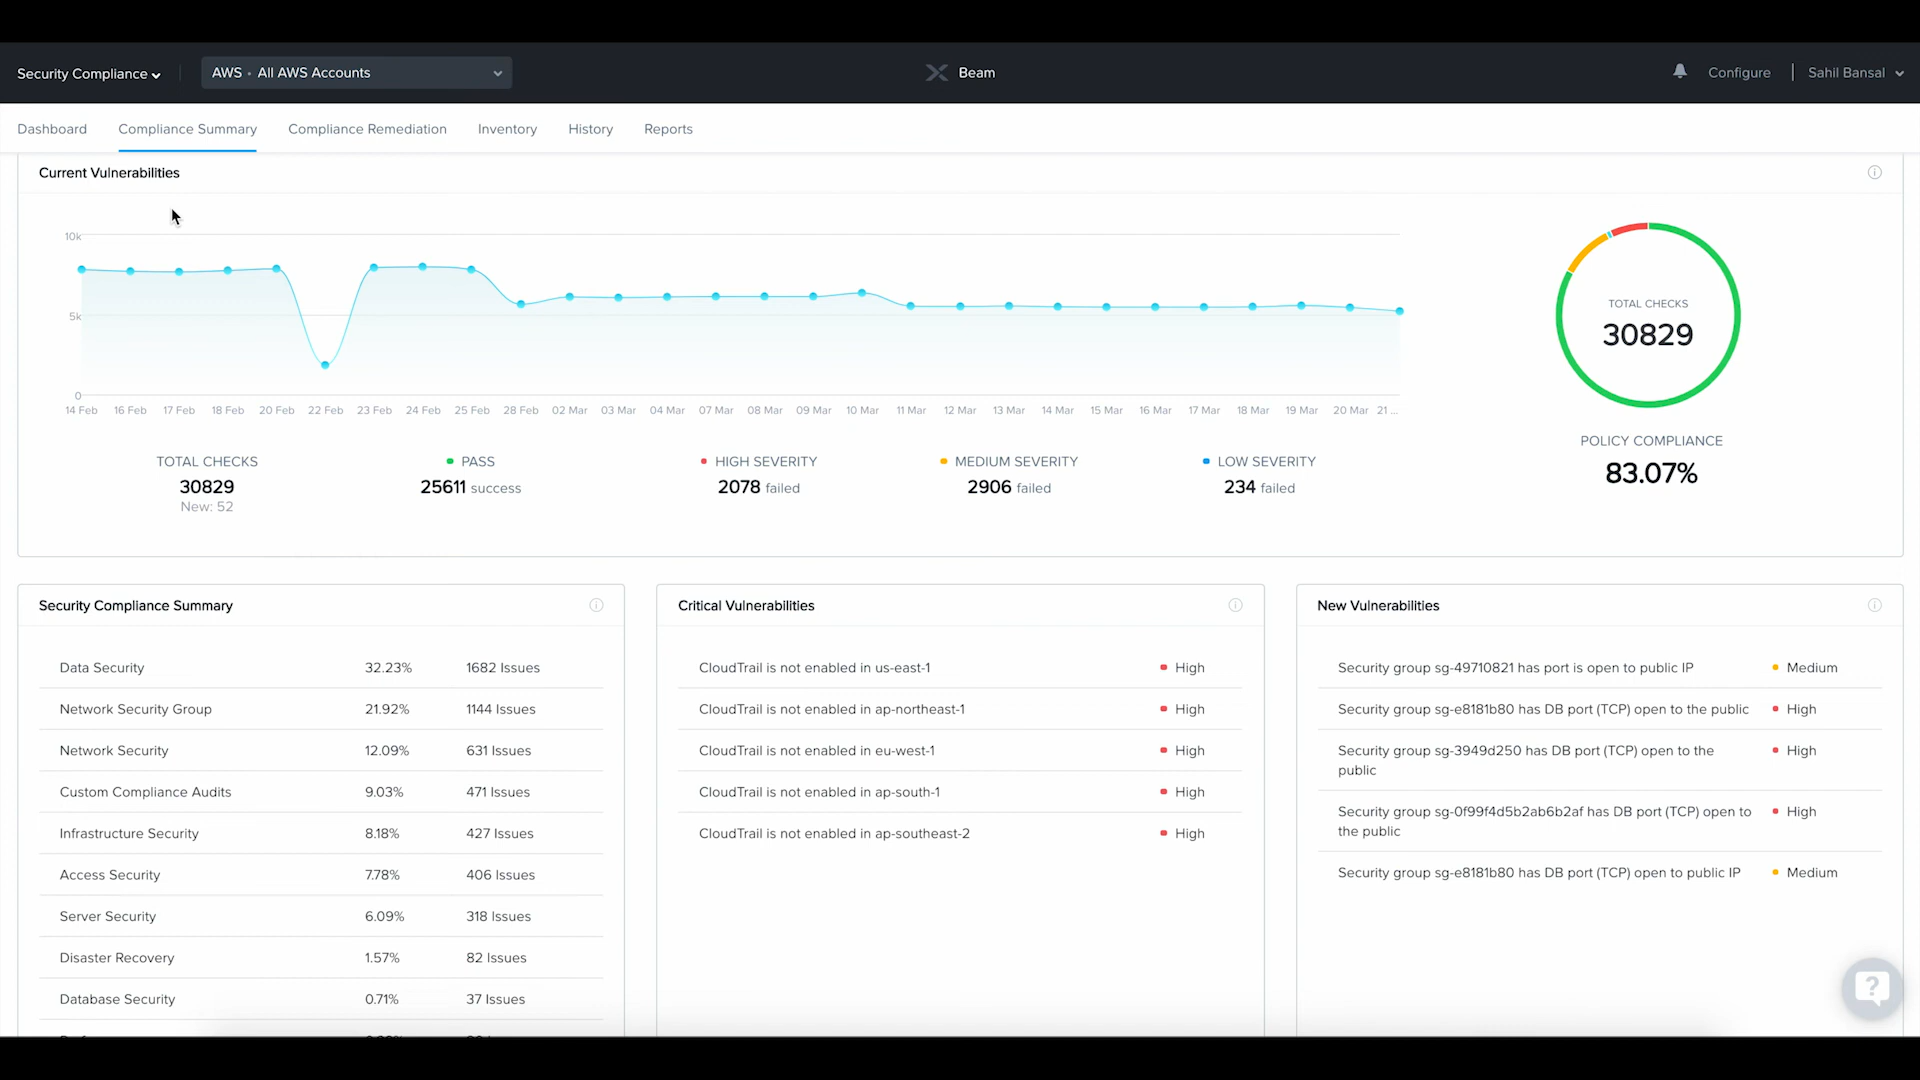 Security Compliance
AWS • All AWS Accounts
Beam
Configure
Sahil Bansal
Dashboard
Compliance Summary
Compliance Remediation
Inventory
History
Reports
Current Vulnerabilities
10k
5k
0
14 Feb 16 Feb 17 Feb 18 Feb 20 Feb 22 Feb 23 Feb 24 Feb 25 Feb 28 Feb 02 Mar 03 Mar 04 Mar 07 Mar 08 Mar 09 Mar 10 Mar 11 Mar 12 Mar 13 Mar 14 Mar 15 Mar 16 Mar 17 Mar 18 Mar 19 Mar 20 Mar 21 ...
TOTAL CHECKS
30829
New: 52
PASS
25611 success
HIGH SEVERITY
2078 failed
MEDIUM SEVERITY
2906 failed
LOW SEVERITY
234 failed
TOTAL CHECKS
30829
POLICY COMPLIANCE
83.07%
Security Compliance Summary
Data Security 32.23% 1682 Issues
Network Security Group 21.92% 1144 Issues
Network Security 12.09% 631 Issues
Custom Compliance Audits 9.03% 471 Issues
Infrastructure Security 8.18% 427 Issues
Access Security 7.78% 406 Issues
Server Security 6.09% 318 Issues
Disaster Recovery 1.57% 82 Issues
Database Security 0.71% 37 Issues
Critical Vulnerabilities
CloudTrail is not enabled in us-east-1 High
CloudTrail is not enabled in ap-northeast-1 High
CloudTrail is not enabled in eu-west-1 High
CloudTrail is not enabled in ap-south-1 High
CloudTrail is not enabled in ap-southeast-2 High
New Vulnerabilities
Security group sg-49710821 has port is open to public IP Medium
Security group sg-e8181b80 has DB port (TCP) open to the public High
Security group sg-3949d250 has DB port (TCP) open to the High
public
Security group sg-0f99f4d5b2ab6b2af has DB port (TCP) open to High
the public
Security group sg-e8181b80 has DB port (TCP) open to public IP Medium